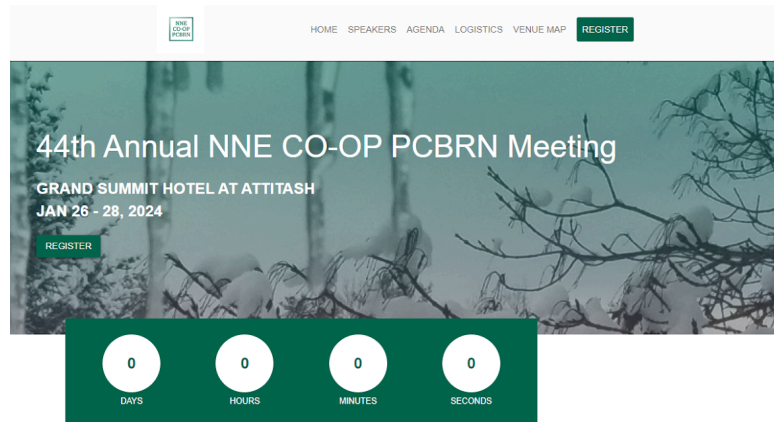 NNE
CO-OP
PCBRN
HOME SPEAKERS AGENDA LOGISTICS VENUE MAP REGISTER
44th Annual NNE CO-OP PCBRN Meeting
GRAND SUMMIT HOTEL AT ATTITASH
JAN 26 - 28, 2024
REGISTER
0 0 0 0
DAYS HOURS MINUTES SECONDS